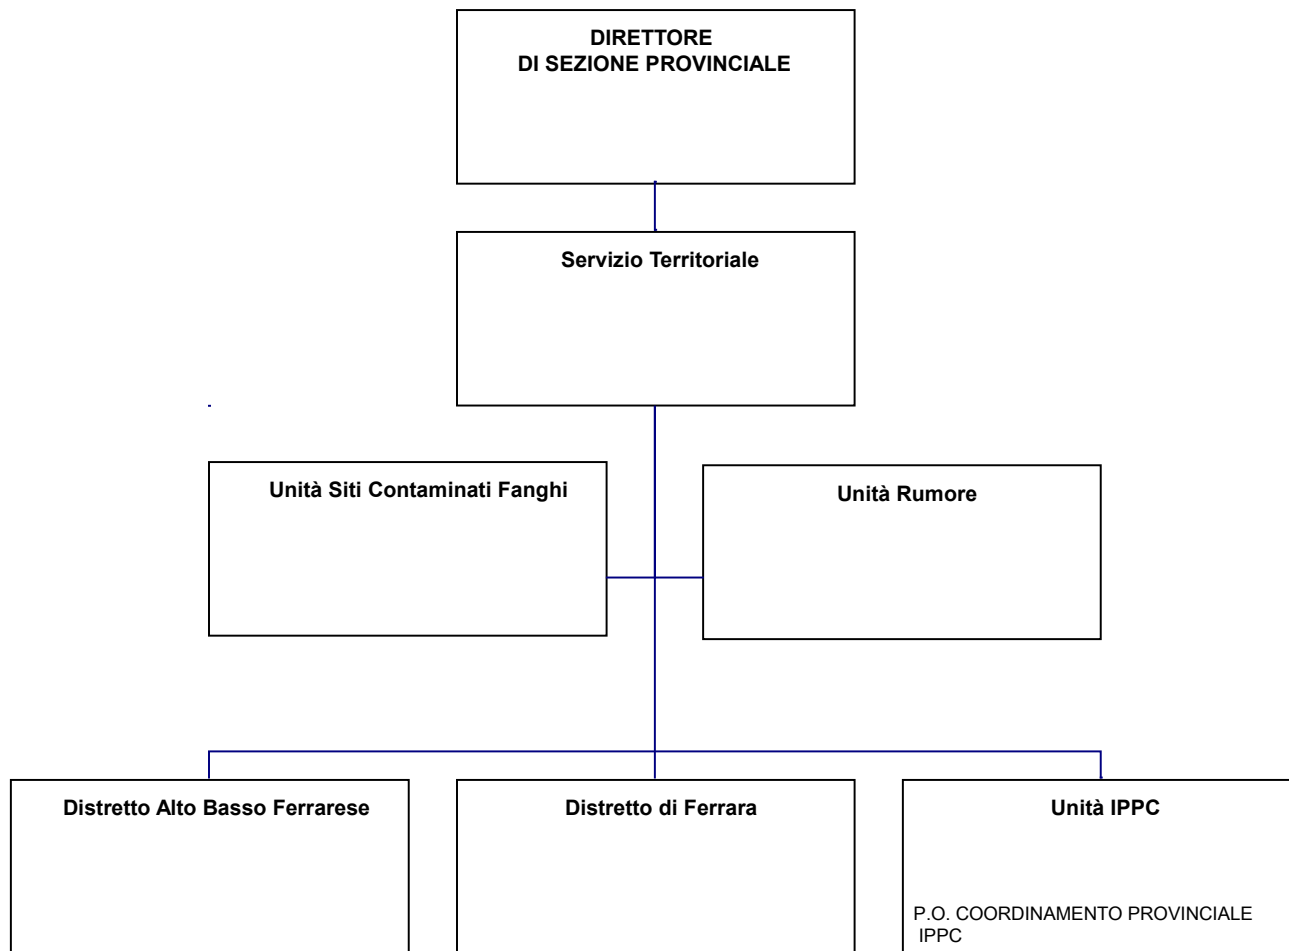 DIRETTORE
DI SEZIONE PROVINCIALE
Servizio Territoriale
Unità Siti Contaminati Fanghi
Unità Rumore
Distretto Alto Basso Ferrarese
Distretto di Ferrara
Unità IPPC
P.O. COORDINAMENTO PROVINCIALE
IPPC